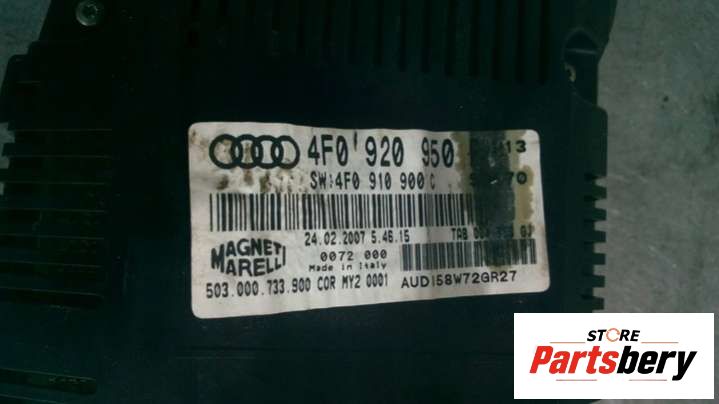 4F0 920 950
SW:4F0 910 900 C
24.02.2007 5.46.15
MAGNETI
MARELLI
0072 000
Made in Italy
503.000.733.900 COR MY2 0001
AUDI58W72GR27
STORE
Partsbery